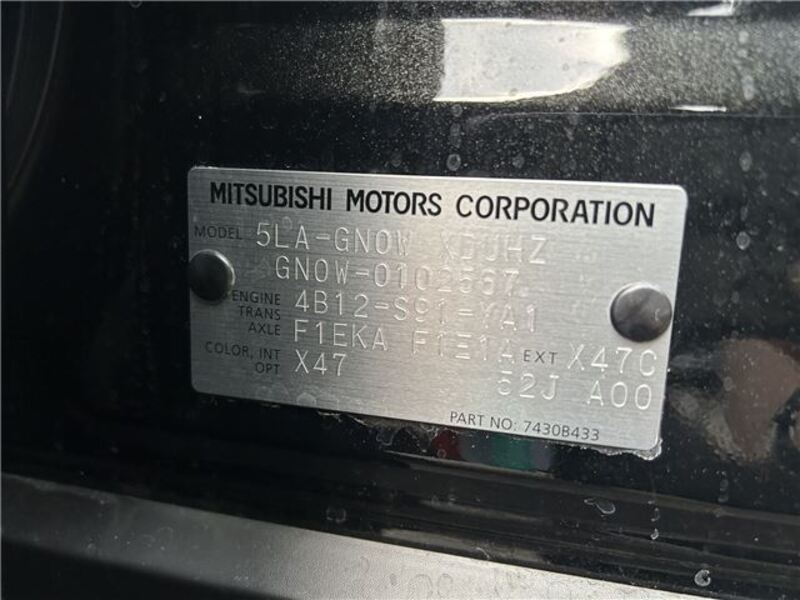 MITSUBISHI MOTORS CORPORATION
MODEL 5LA-GN0W XDUHZ
GN0W-0102567
ENGINE 4B12-S91-YA1
TRANS AXLE F1EKA F1E1A
COLOR, INT OPT X47 EXT X47C
52J A00
PART NO: 7430B433